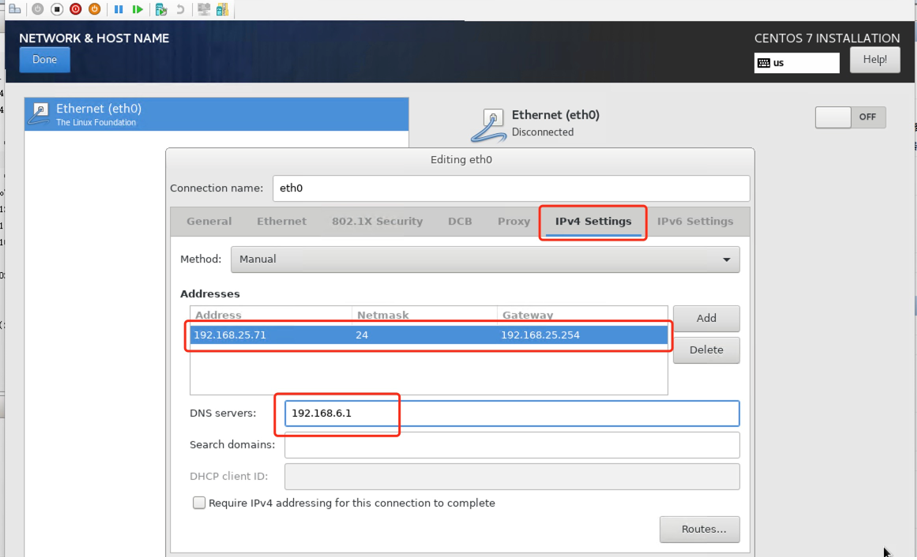 NETWORK & HOST NAME
CENTOS 7 INSTALLATION
Done
us
Help!
Ethernet (eth0)
The Linux Foundation
Ethernet (eth0)
Disconnected
OFF
Editing eth0
Connection name: eth0
General Ethernet 802.1X Security DCB Proxy IPv4 Settings IPv6 Settings
Method: Manual
Addresses
Address Netmask Gateway
Add
192.168.25.71 24 192.168.25.254
Delete
DNS servers: 192.168.6.1
Search domains:
DHCP client ID:
Require IPv4 addressing for this connection to complete
Routes...